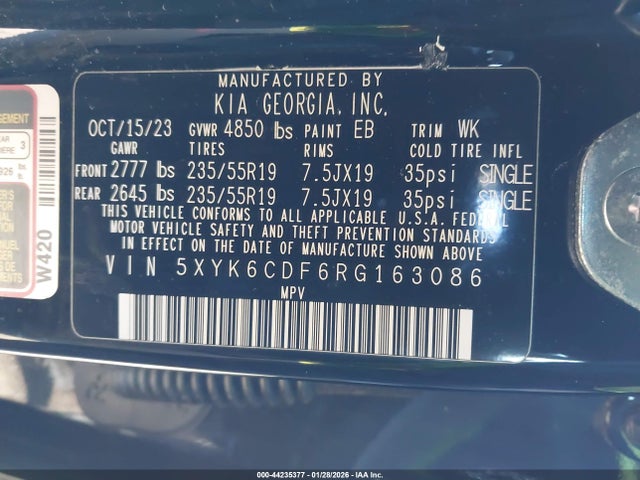 MANUFACTURED BY
KIA GEORGIA, INC.
OCT/15/23 GVWR 4850 lbs PAINT EB TRIM WK
GAWR TIRES RIMS COLD TIRE INFL
FRONT 2777 lbs 235/55R19 7.5JX19 35psi SINGLE
REAR 2645 lbs 235/55R19 7.5JX19 35psi SINGLE
THIS VEHICLE CONFORMS TO ALL APPLICABLE U.S.A. FEDERAL
MOTOR VEHICLE SAFETY AND THEFT PREVENTION STANDARDS
IN EFFECT ON THE DATE OF MANUFACTURE SHOWN ABOVE
VIN 5XYK6CDF6RG163086
MPV
W420
3
000-44235377 | 01/28/2026 | IAA Inc.